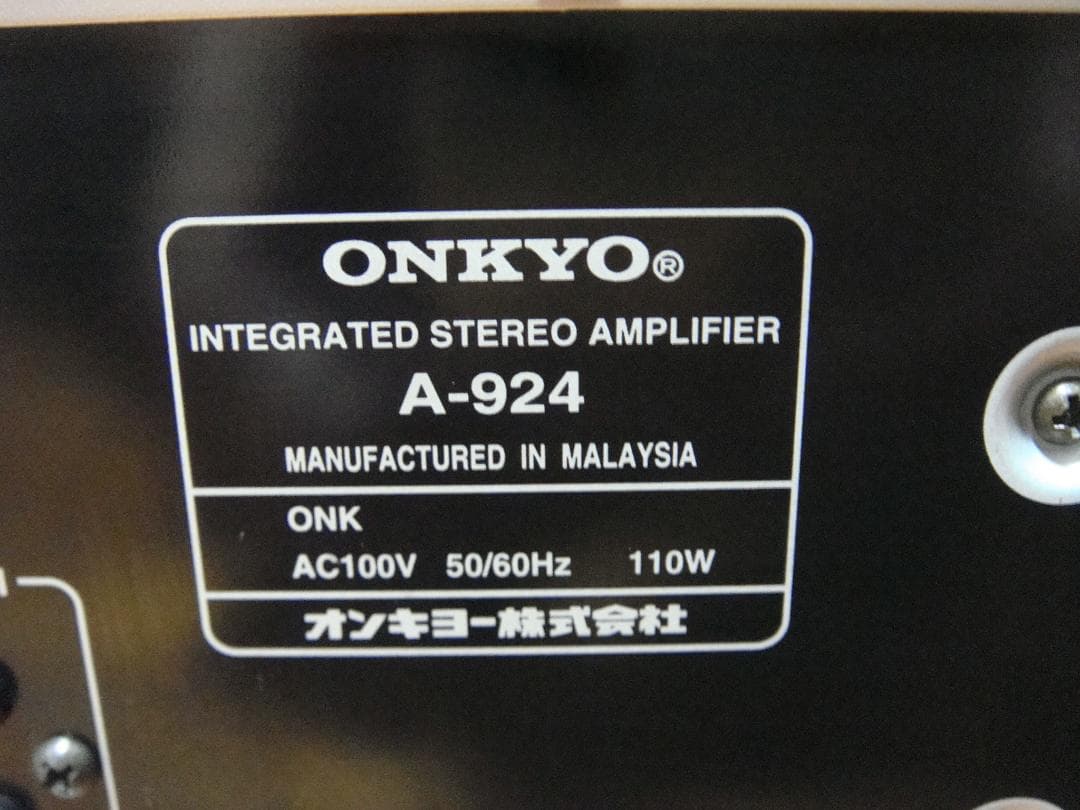 ONKYO®
INTEGRATED STEREO AMPLIFIER
A-924
MANUFACTURED IN MALAYSIA
ONK
AC100V 50/60Hz 110W
オンキヨー株式会社